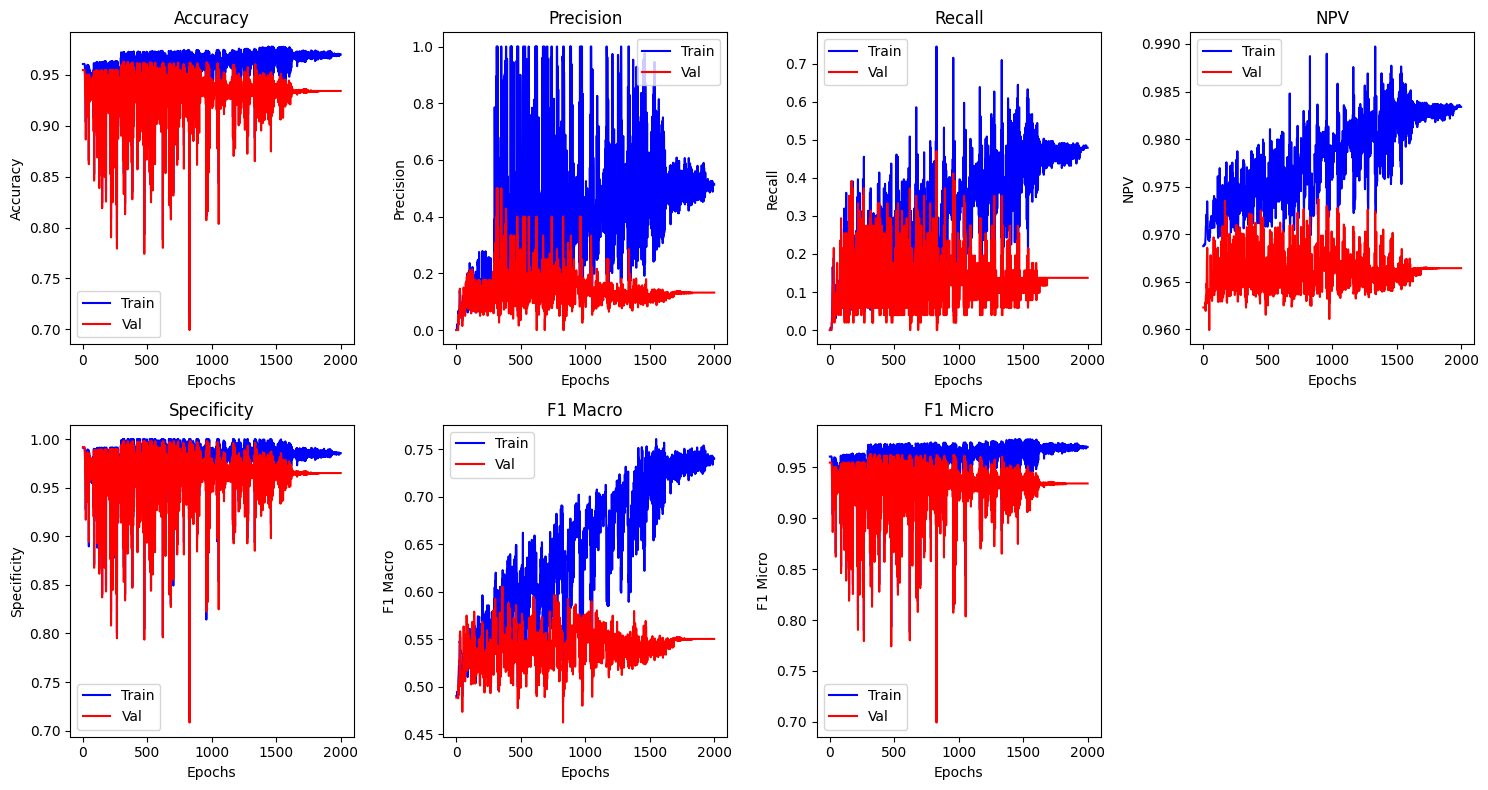 Accuracy
Accuracy
0.95
0.90
0.85
0.80
0.75
0.70
Train
Val
0 500 1000 1500 2000
Epochs
Precision
Precision
1.0
0.8
0.6
0.4
0.2
0.0
Train
Val
0 500 1000 1500 2000
Epochs
Recall
Recall
0.7
0.6
0.5
0.4
0.3
0.2
0.1
0.0
Train
Val
0 500 1000 1500 2000
Epochs
NPV
NPV
0.990
0.985
0.980
0.975
0.970
0.965
0.960
Train
Val
0 500 1000 1500 2000
Epochs
Specificity
Specificity
1.00
0.95
0.90
0.85
0.80
0.75
0.70
Train
Val
0 500 1000 1500 2000
Epochs
F1 Macro
F1 Macro
0.75
0.70
0.65
0.60
0.55
0.50
0.45
Train
Val
0 500 1000 1500 2000
Epochs
F1 Micro
F1 Micro
0.95
0.90
0.85
0.80
0.75
0.70
Train
Val
0 500 1000 1500 2000
Epochs